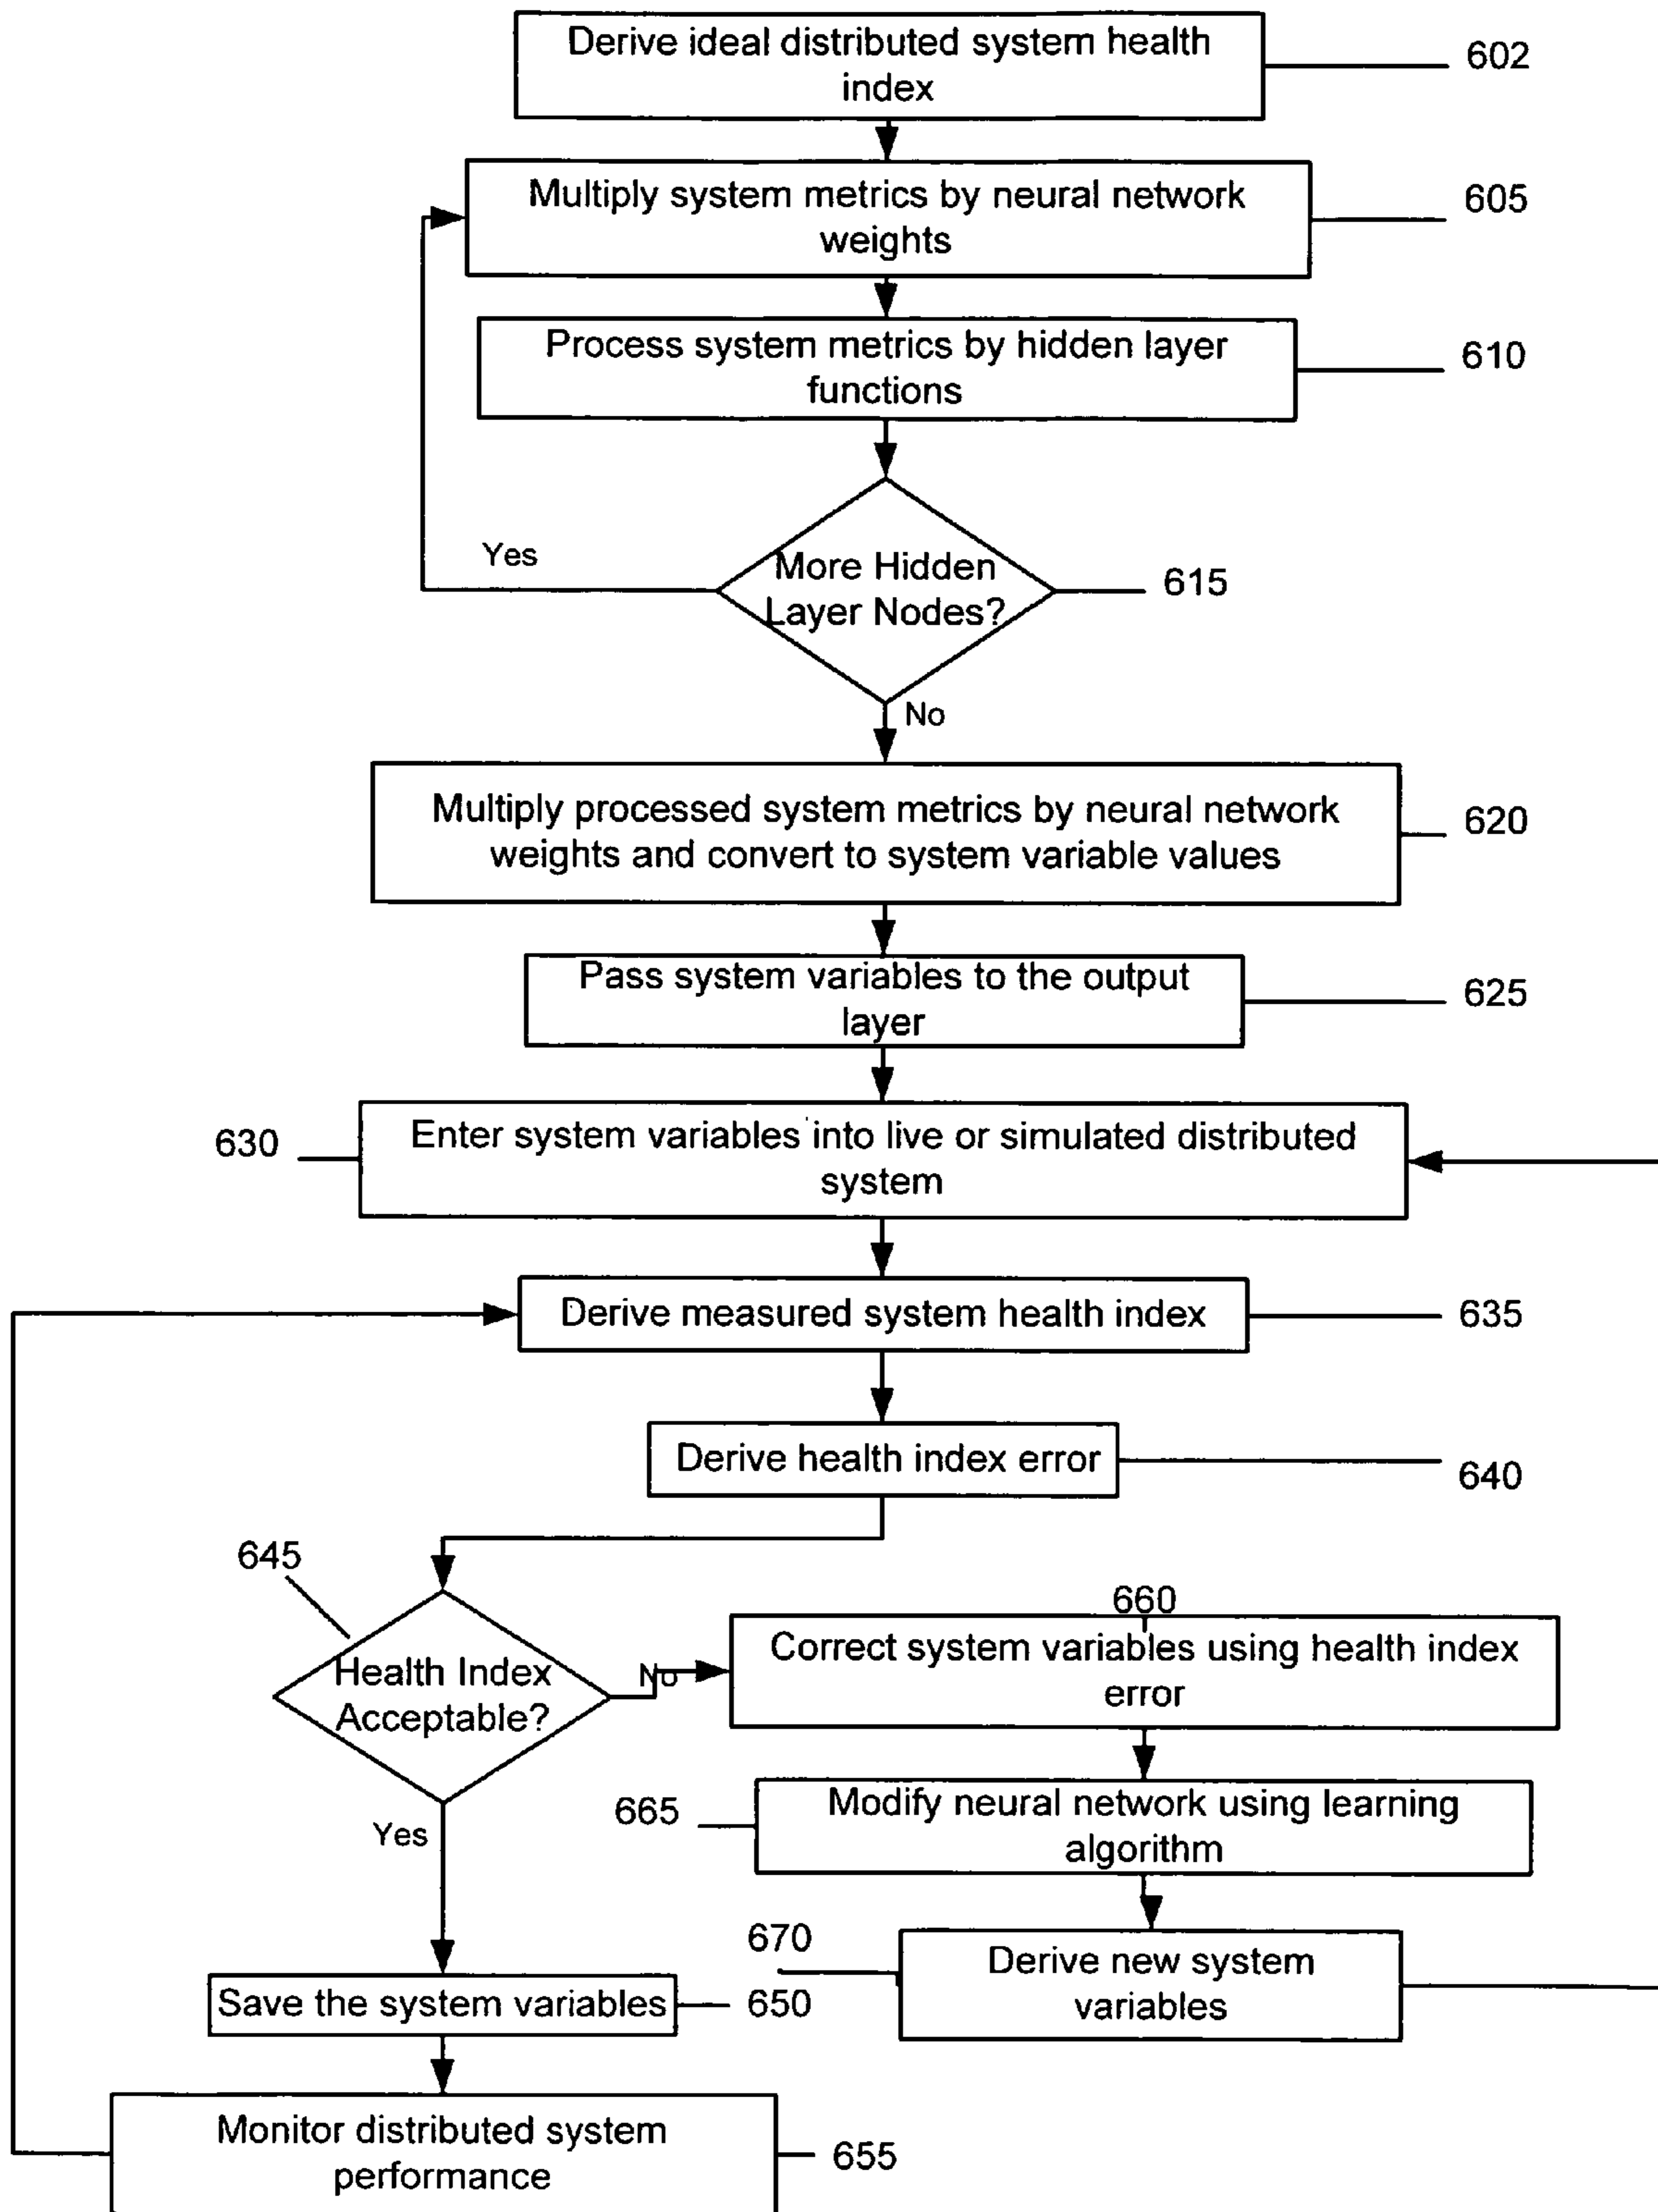 Derive ideal distributed system health
index
602
Multiply system metrics by neural network
weights
605
Process system metrics by hidden layer
functions
610
More Hidden
Layer Nodes?
615
Yes
No
Multiply processed system metrics by neural network
weights and convert to system variable values
620
Pass system variables to the output
layer
625
630
Enter system variables into live or simulated distributed
system
Derive measured system health index
635
Derive health index error
640
645
Health Index
Acceptable?
No
Yes
660
Correct system variables using health index
error
665
Modify neural network using learning
algorithm
670
Derive new system
variables
Save the system variables
650
Monitor distributed system
performance
655